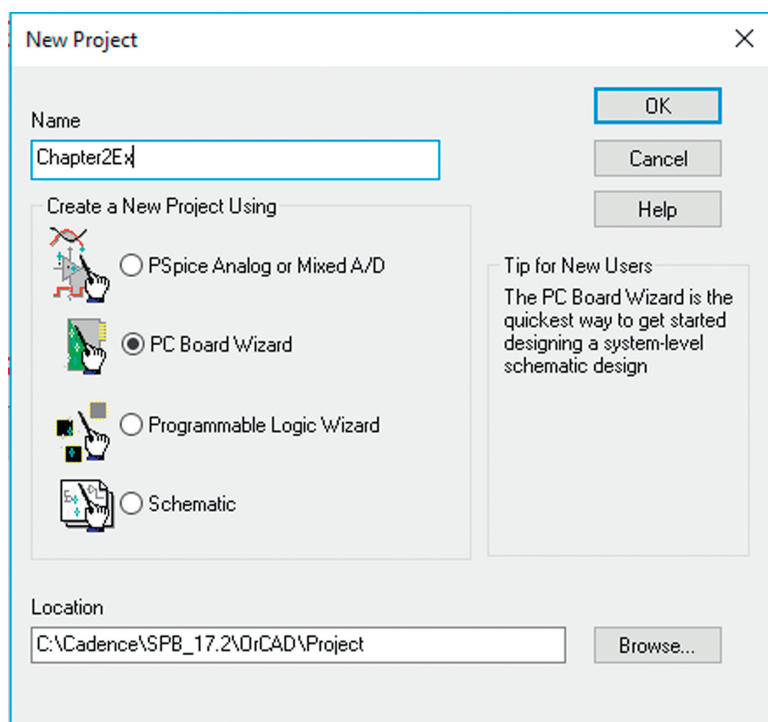 New Project
Name
OK
Chapter2Ex
Cancel
Help
Create a New Project Using
PSpice Analog or Mixed A/D
PC Board Wizard
Programmable Logic Wizard
Schematic
Tip for New Users
The PC Board Wizard is the
quickest way to get started
designing a system-level
schematic design
Location
C:\Cadence\SPB_17.2\OrCAD\Project
Browse...